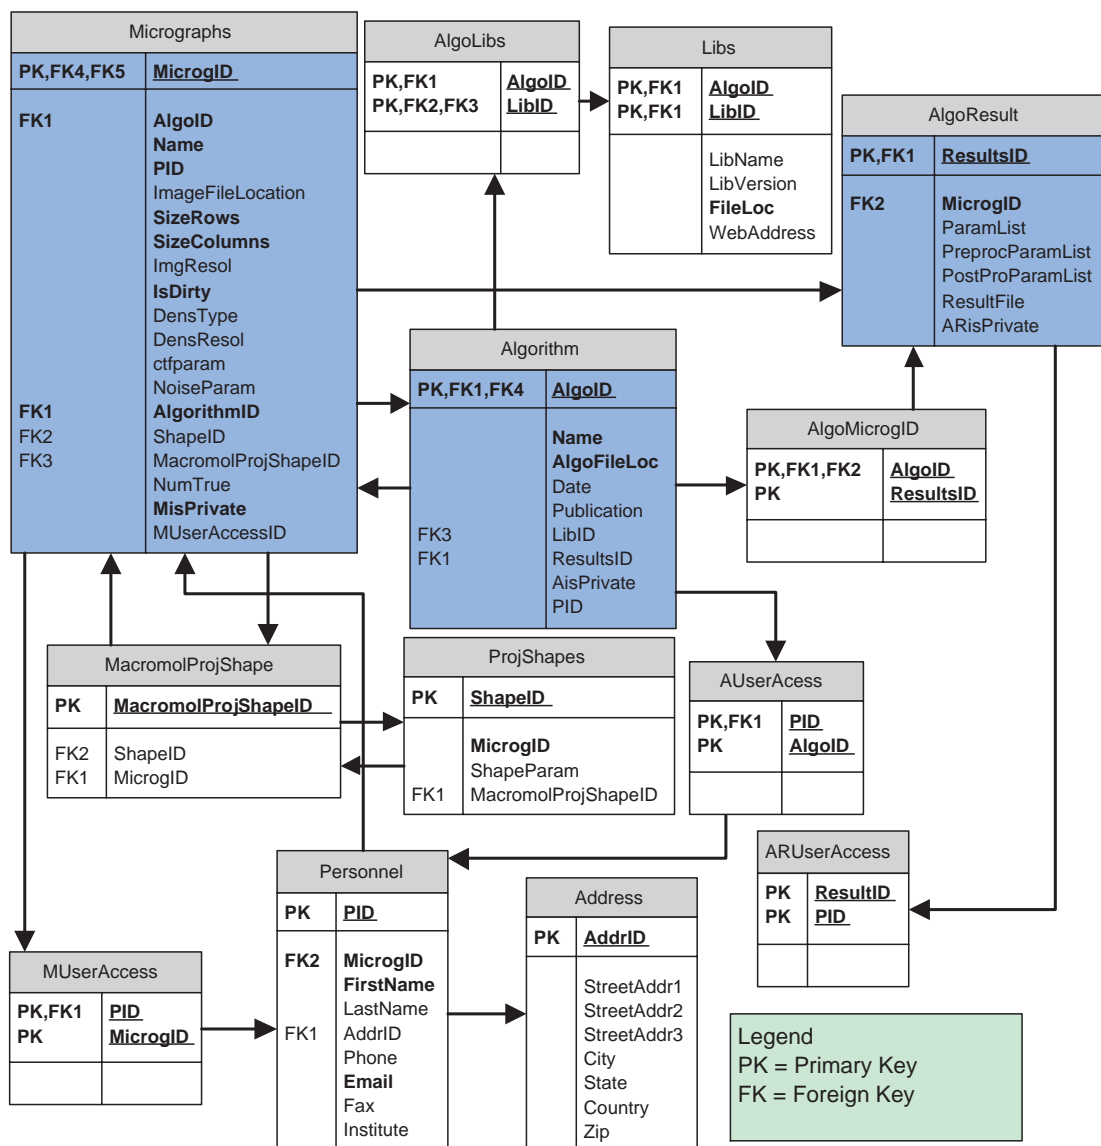 Micrographs
PK,FK4,FK5 MicrogID
FK1 AlgoID
Name
PID
ImageFileLocation
SizeRows
SizeColumns
ImgResol
IsDirty
DensType
DensResol
ctfparam
NoiseParam
FK1 AlgorithmID
FK2 ShapeID
FK3 MacromolProjShapeID
NumTrue
MisPrivate
MUserAccessID
AlgoLibs
PK,FK1 AlgoID
PK,FK2,FK3 LibID
Libs
PK,FK1 AlgoID
PK,FK1 LibID
LibName
LibVersion
FileLoc
WebAddress
AlgoResult
PK,FK1 ResultsID
FK2 MicrogID
ParamList
PreprocParamList
PostProParamList
ResultFile
ARisPrivate
Algorithm
PK,FK1,FK4 AlgoID
Name
AlgoFileLoc
Date
Publication
FK3 LibID
FK1 ResultsID
AisPrivate
PID
AlgoMicrogID
PK,FK1,FK2 AlgoID
PK ResultsID
MacromolProjShape
PK MacromolProjShapeID
FK2 ShapeID
FK1 MicrogID
ProjShapes
PK ShapeID
MicrogID
ShapeParam
FK1 MacromolProjShapeID
AUserAcess
PK,FK1 PID
PK AlgoID
ARUserAccess
PK ResultID
PK PID
Personnel
PK PID
FK2 MicrogID
FirstName
LastName
FK1 AddrID
Phone
Email
Fax
Institute
Address
PK AddrID
StreetAddr1
StreetAddr2
StreetAddr3
City
State
Country
Zip
MUserAccess
PK,FK1 PID
PK MicrogID
Legend
PK = Primary Key
FK = Foreign Key